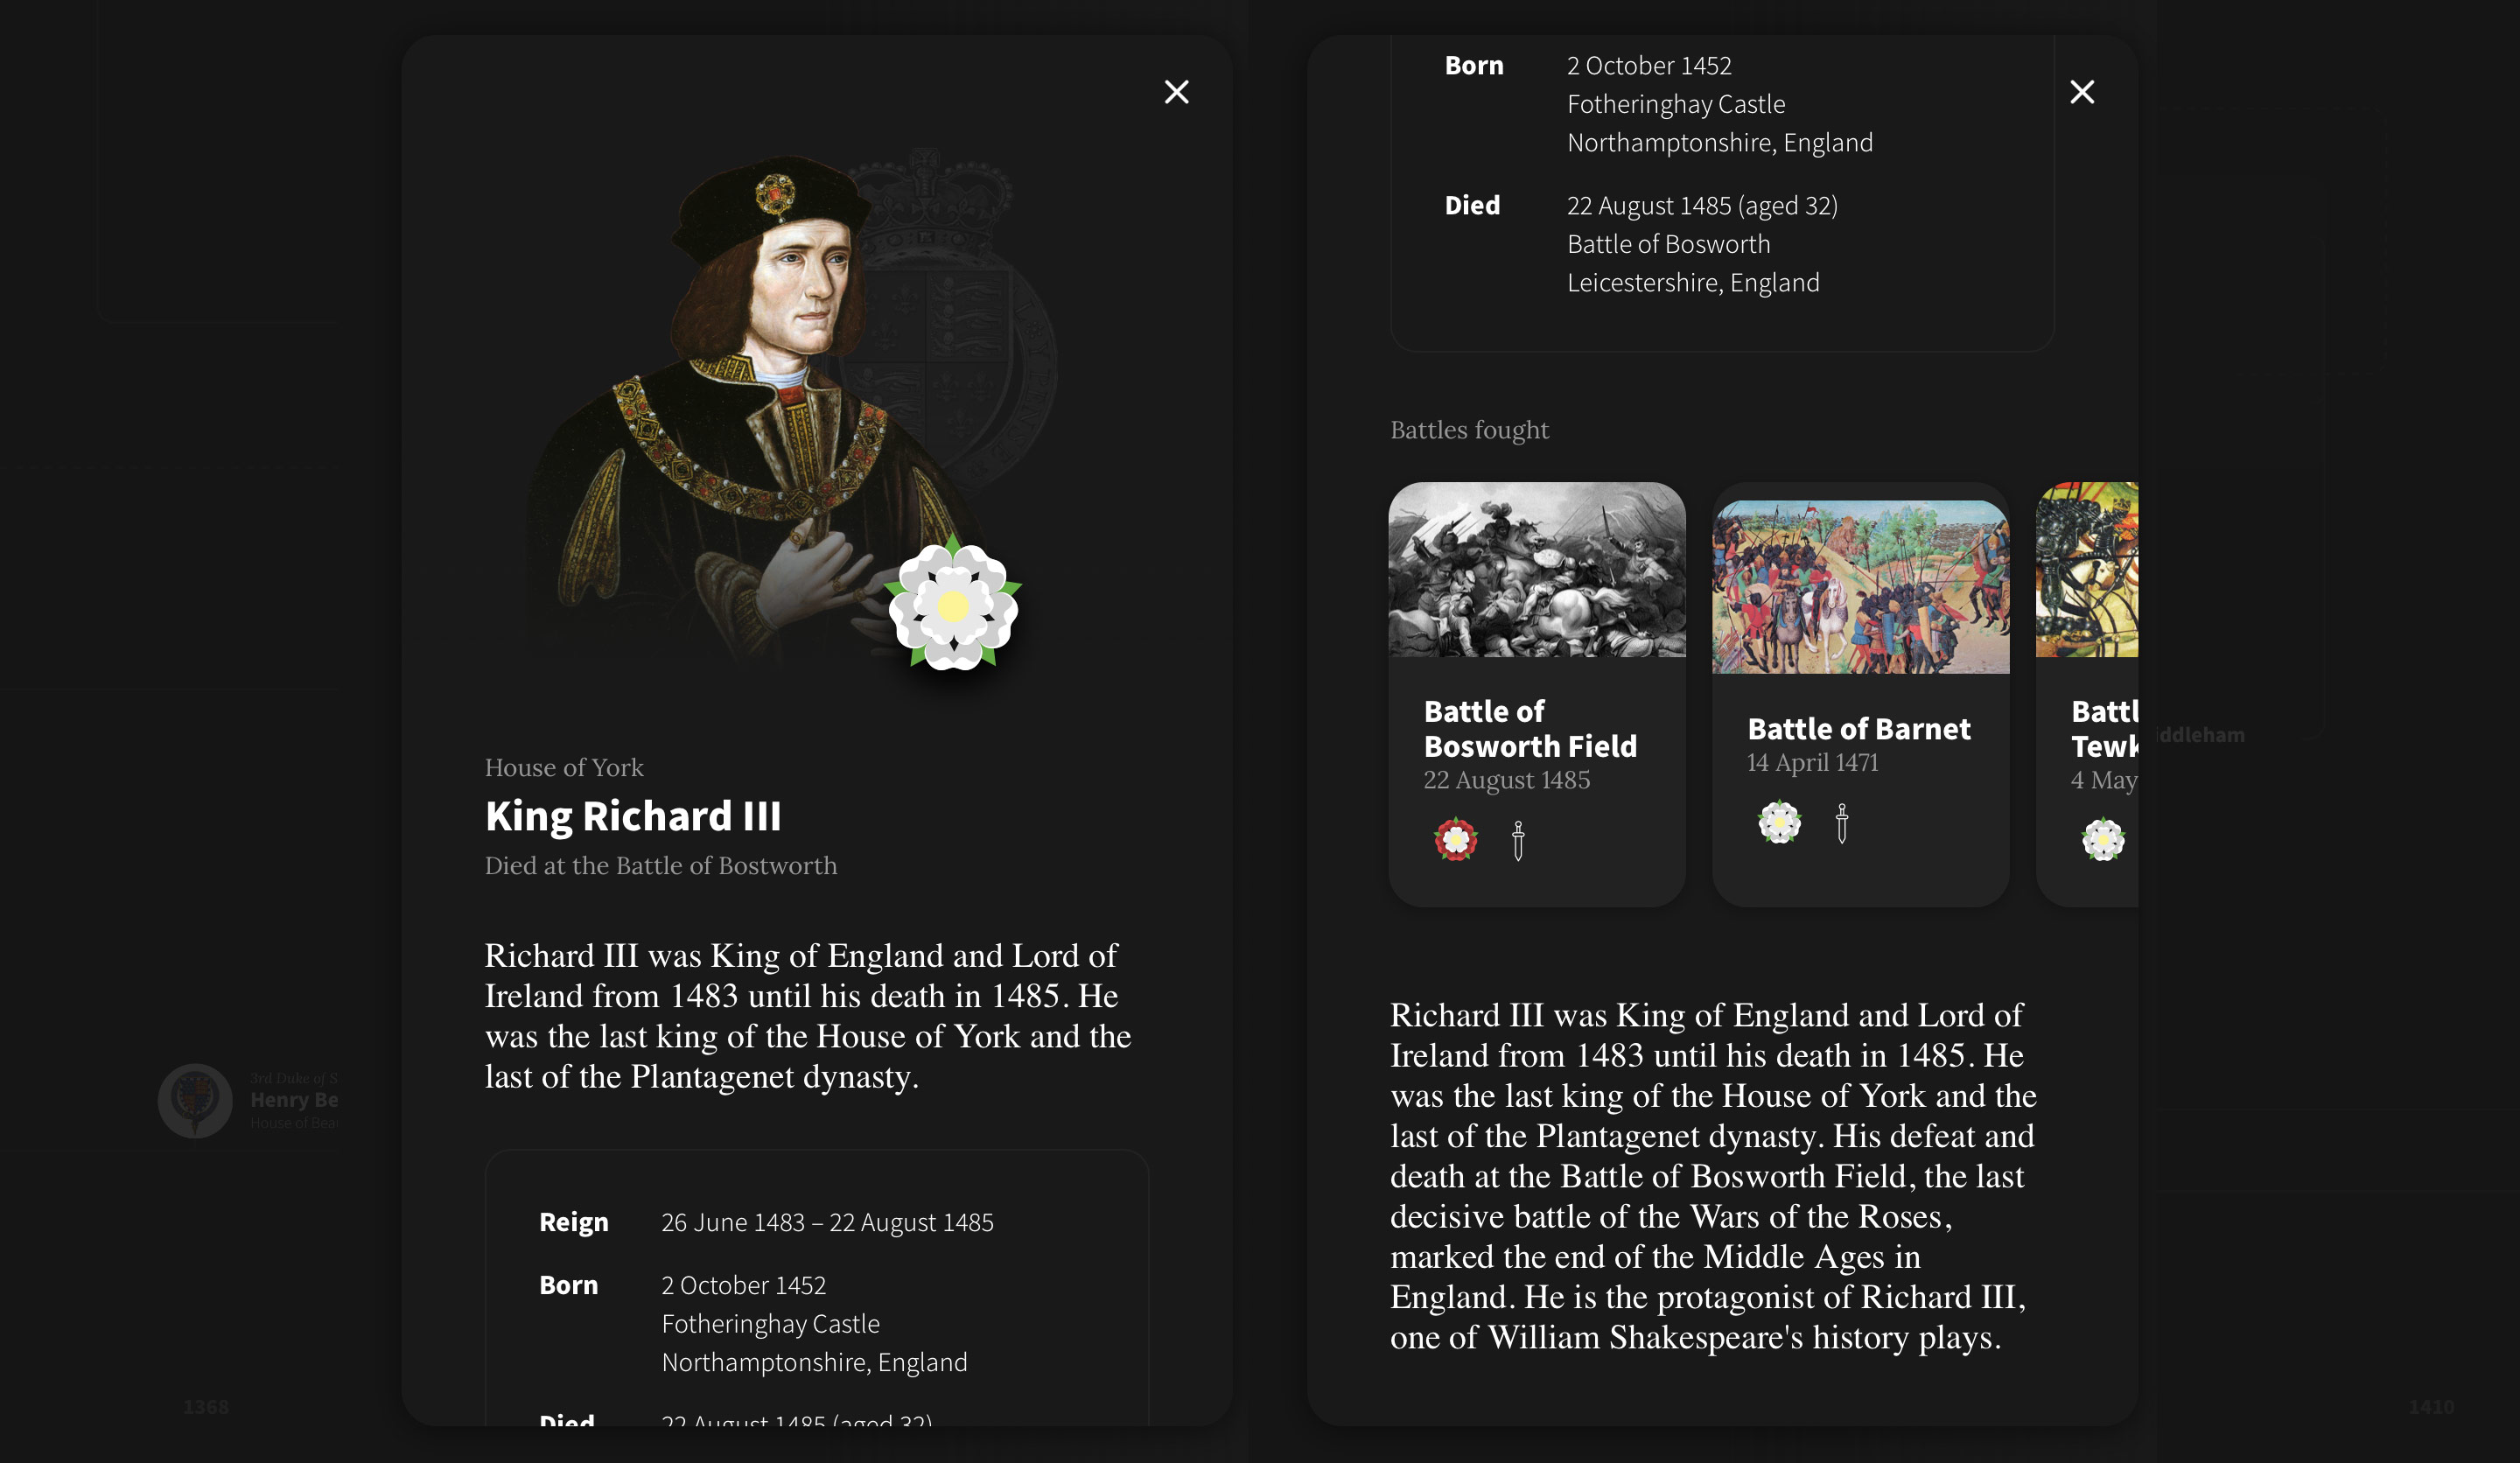 House of York
King Richard III
Died at the Battle of Bostworth
Richard III was King of England and Lord of
Ireland from 1483 until his death in 1485. He
was the last king of the House of York and the
last of the Plantagenet dynasty.
Reign 26 June 1483 – 22 August 1485
Born 2 October 1452
Fotheringhay Castle
Northamptonshire, England
Died 22 August 1485 (aged 32)
3rd Duke of S
Henry Be
House of Bea
1368
Born 2 October 1452
Fotheringhay Castle
Northamptonshire, England
Died 22 August 1485 (aged 32)
Battle of Bosworth
Leicestershire, England
Battles fought
Battle of
Bosworth Field
22 August 1485
Battle of Barnet
14 April 1471
Battl
Tewk
4 May
Richard III was King of England and Lord of
Ireland from 1483 until his death in 1485. He
was the last king of the House of York and the
last of the Plantagenet dynasty. His defeat and
death at the Battle of Bosworth Field, the last
decisive battle of the Wars of the Roses,
marked the end of the Middle Ages in
England. He is the protagonist of Richard III,
one of William Shakespeare's history plays.
ddleham
1410